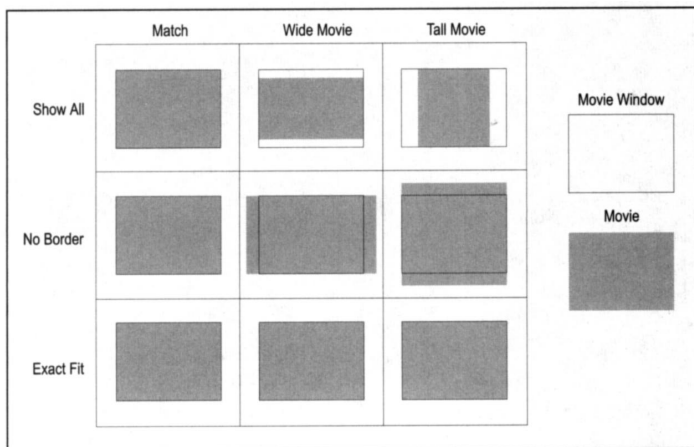 Match
Wide Movie
Tall Movie
Show All
Movie Window
Movie
No Border
Exact Fit